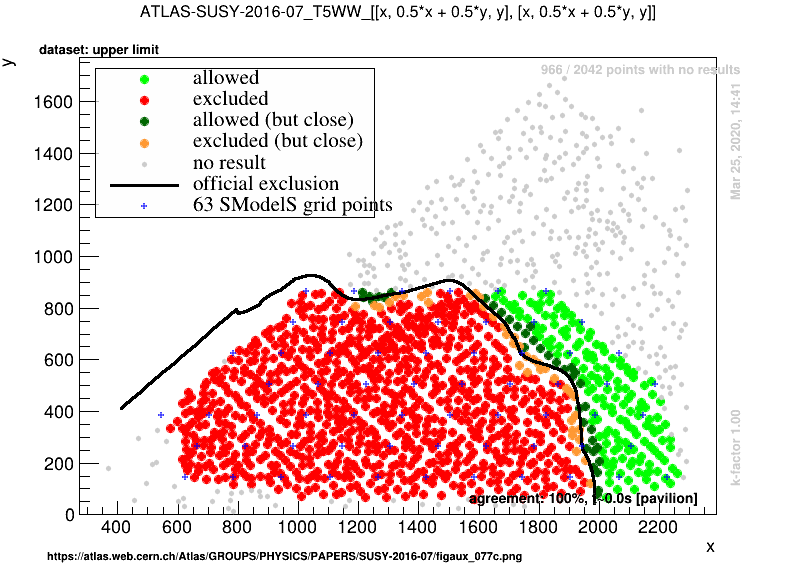 ATLAS-SUSY-2016-07_T5WW_[[x, 0.5*x + 0.5*y, y], [x, 0.5*x + 0.5*y, y]]
dataset: upper limit
y
966 / 2042 points with no results
allowed
excluded
allowed (but close)
excluded (but close)
no result
official exclusion
63 SModelS grid points
Mar 25, 2020, 14:41
k-factor 1.00
1600
1400
1200
1000
800
600
400
200
0
agreement: 100%, t~0.0s [pavilion]
400 600 800 1000 1200 1400 1600 1800 2000 2200
x
https://atlas.web.cern.ch/Atlas/GROUPS/PHYSICS/PAPERS/SUSY-2016-07/figaux_077c.png